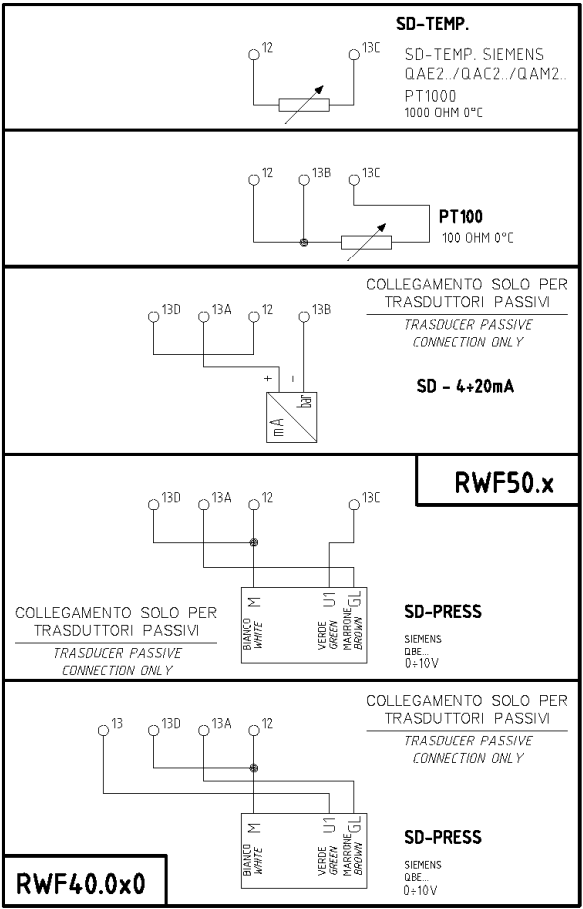 SD-TEMP.
12 13C
SD-TEMP. SIEMENS
QAE2../QAC2../QAM2..
PT1000
1000 OHM 0°C
12 13B 13C
PT100
100 OHM 0°C
COLLEGAMENTO SOLO PER
TRASDUTTORI PASSIVI
TRASDUCER PASSIVE
CONNECTION ONLY
13D 13A 12 13B
+ -
mA bar
SD - 4÷20mA
RWF50.x
13D 13A 12 13C
M U1 GL
BIANCO
WHITE
VERDE
GREEN
MARRONE
BROWN
COLLEGAMENTO SOLO PER
TRASDUTTORI PASSIVI
TRASDUCER PASSIVE
CONNECTION ONLY
SD-PRESS
SIEMENS
QBE...
0÷10V
COLLEGAMENTO SOLO PER
TRASDUTTORI PASSIVI
TRASDUCER PASSIVE
CONNECTION ONLY
13 13D 13A 12
M U1 GL
BIANCO
WHITE
VERDE
GREEN
MARRONE
BROWN
SD-PRESS
SIEMENS
QBE...
0÷10V
RWF40.0x0